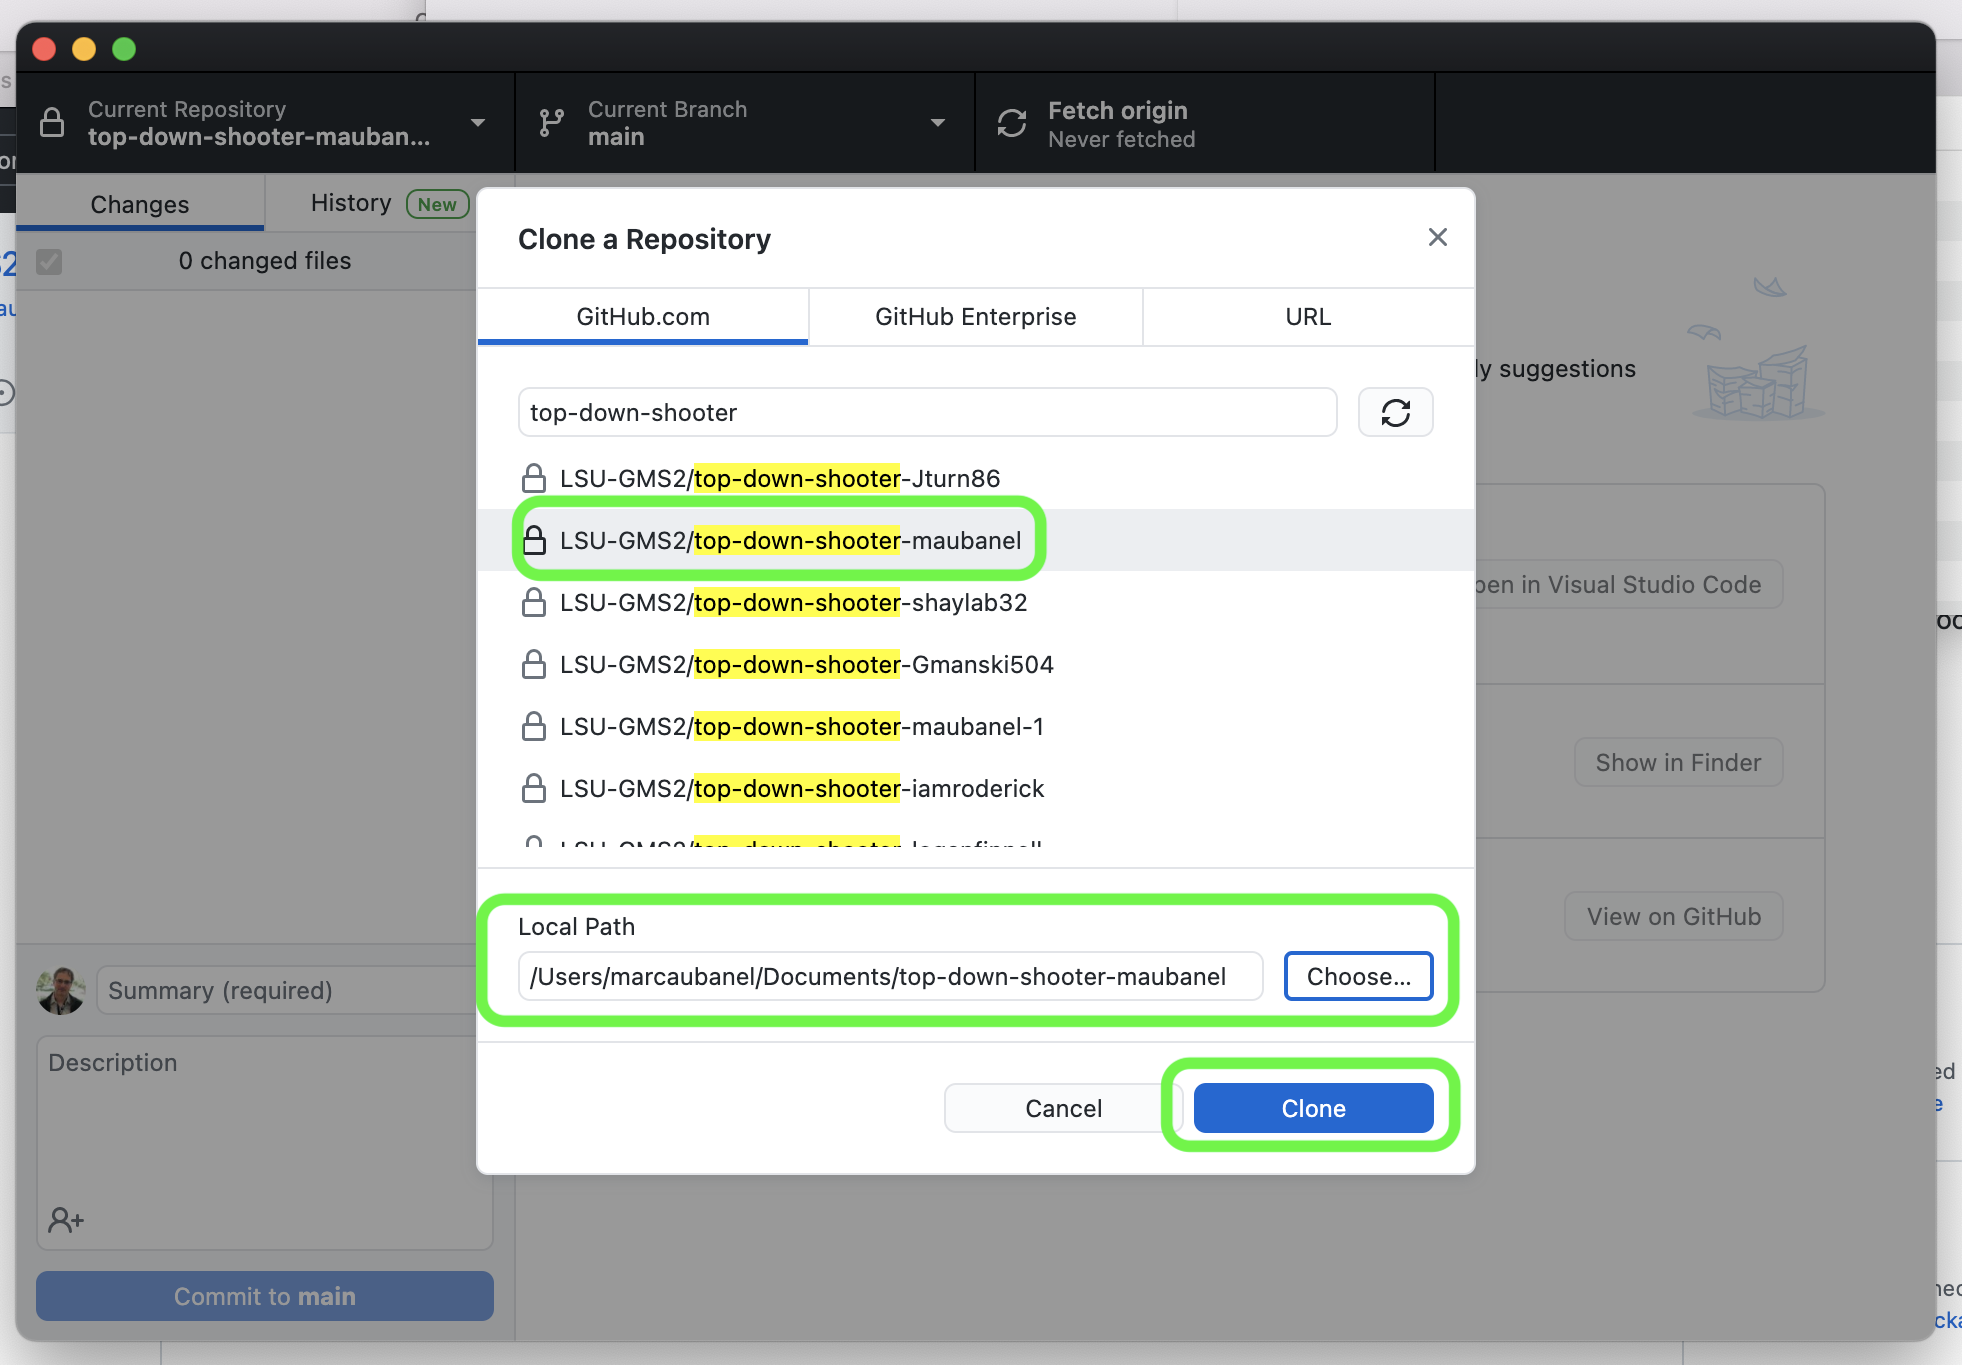 Current Repository
top-down-shooter-mauban...
Current Branch
main
Fetch origin
Never fetched
Changes
History New
0 changed files
Clone a Repository
GitHub.com
GitHub Enterprise
URL
top-down-shooter
LSU-GMS2/top-down-shooter-Jturn86
LSU-GMS2/top-down-shooter-maubanel
LSU-GMS2/top-down-shooter-shaylab32
LSU-GMS2/top-down-shooter-Gmanski504
LSU-GMS2/top-down-shooter-maubanel-1
LSU-GMS2/top-down-shooter-iamroderick
Local Path
/Users/marcaubanel/Documents/top-down-shooter-maubanel
Choose...
Cancel
Clone
suggestions
in Visual Studio Code
Show in Finder
View on GitHub
Summary (required)
Description
Commit to main